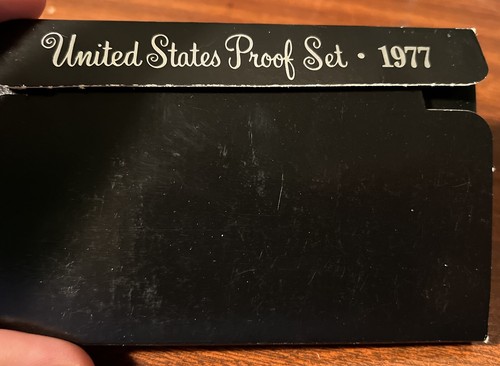 United States Proof Set • 1977